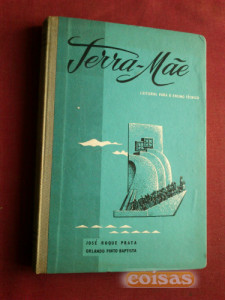 Terra-Mãe
LEITURAS PARA O ENSINO TÉCNICO
JOSÉ ROQUE PRATA
ORLANDO PINTO BAPTISTA
coisas